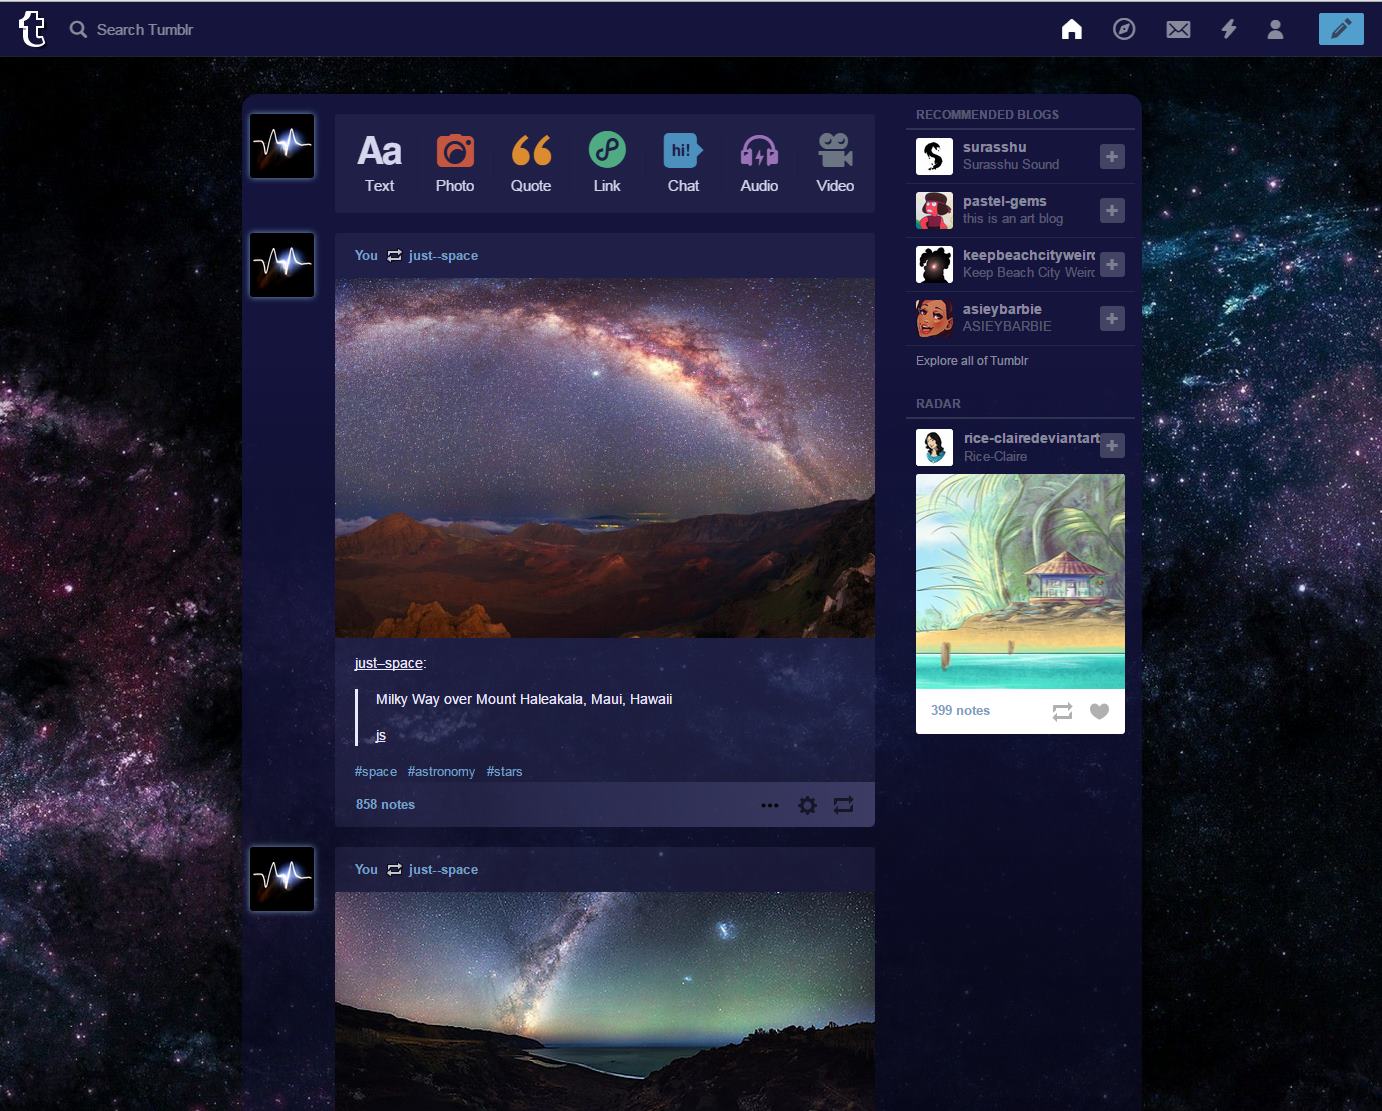 Search Tumblr
Aa
Text
Photo
Quote
Link
hi!
Chat
Audio
Video
You just--space
just–space:
Milky Way over Mount Haleakala, Maui, Hawaii
js
#space #astronomy #stars
858 notes
You just--space
RECOMMENDED BLOGS
surasshu
Surasshu Sound
pastel-gems
this is an art blog
keepbeachcityweird
Keep Beach City Weird
asieybarbie
ASIEYBARBIE
Explore all of Tumblr
RADAR
rice-clairedeviantart
Rice-Claire
399 notes